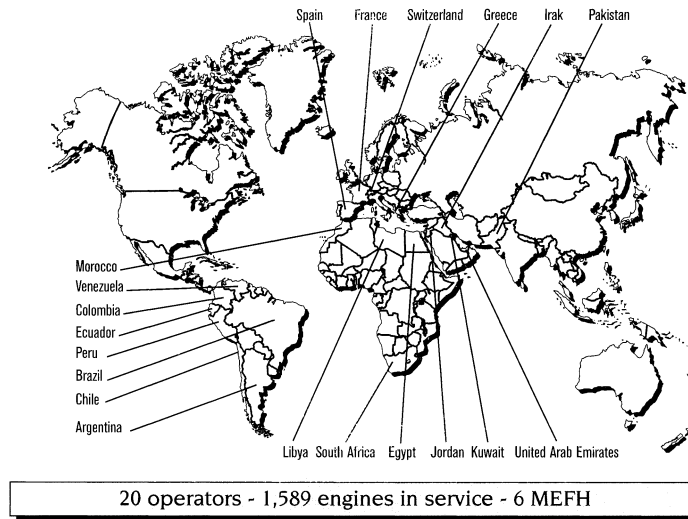 Spain France Switzerland Greece Irak Pakistan
Morocco
Venezuela
Colombia
Ecuador
Peru
Brazil
Chile
Argentina
Libya South Africa Egypt Jordan Kuwait United Arab Emirates
20 operators - 1,589 engines in service - 6 MEFH